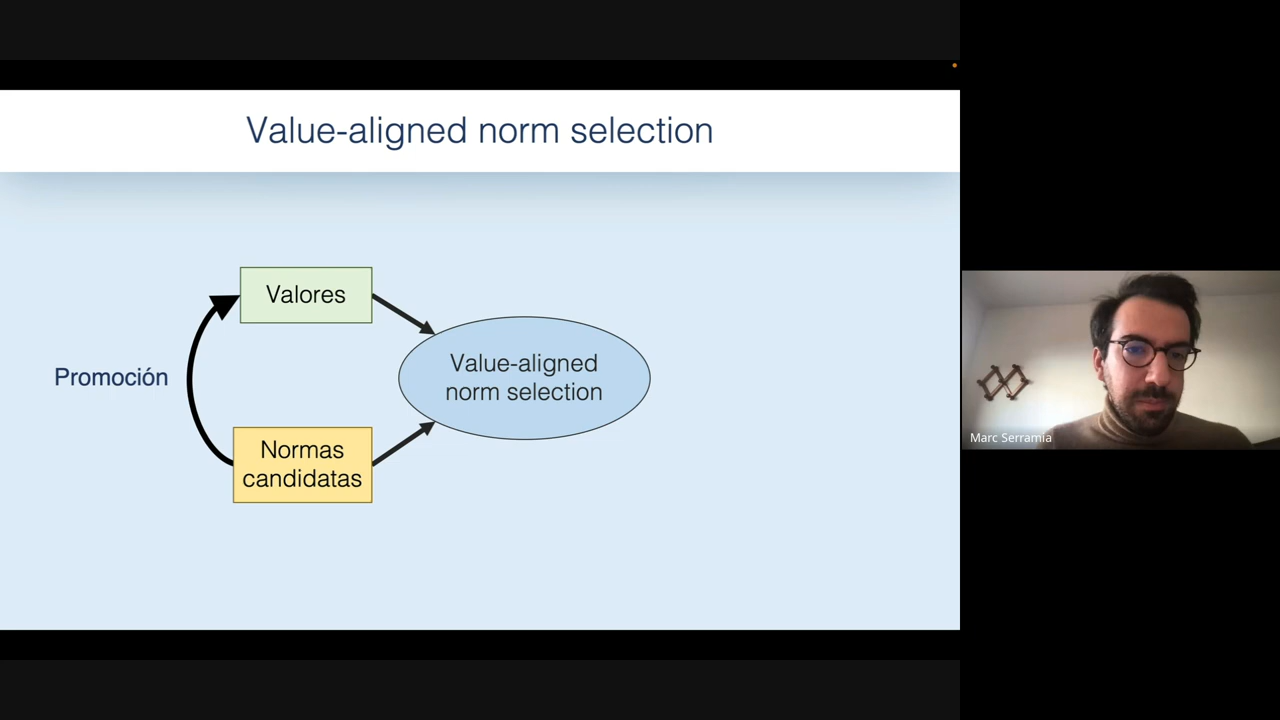 Value-aligned norm selection
Valores
Promoción
Value-aligned
norm selection
Normas
candidatas
Marc Serramia